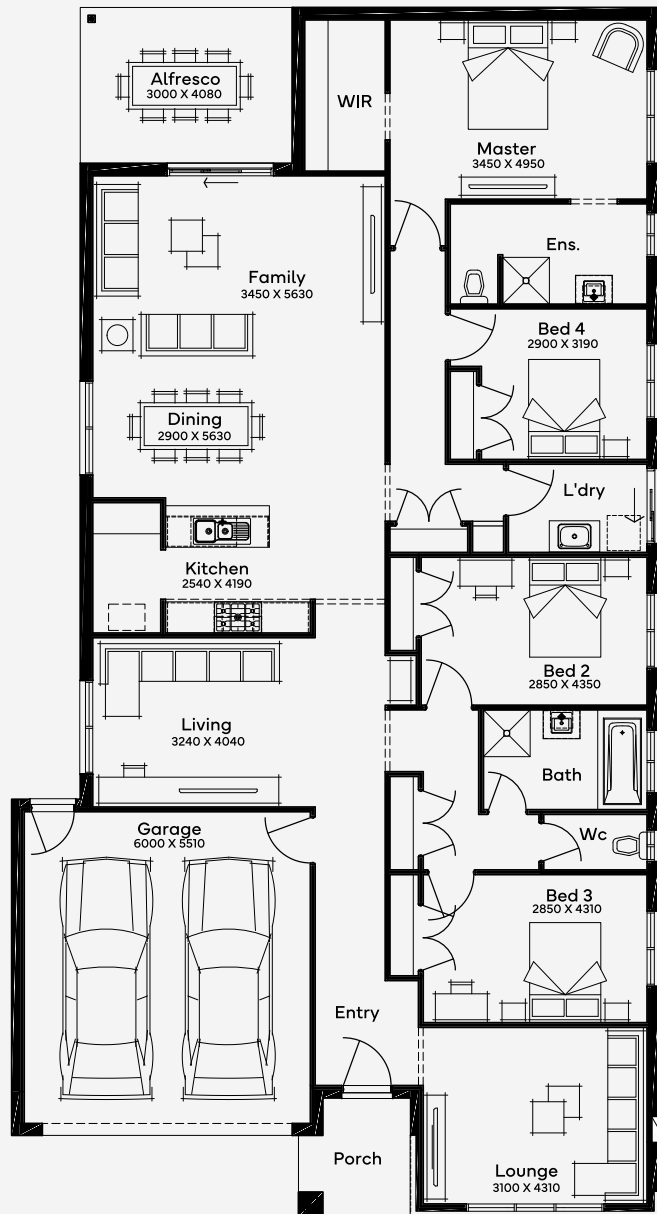 Alfresco
3000 X 4080
WIR
Master
3450 X 4950
Ens.
Family
3450 X 5630
Bed 4
2900 X 3190
Dining
2900 X 5630
L'dry
Kitchen
2540 X 4190
Bed 2
2850 X 4350
Living
3240 X 4040
Bath
Garage
6000 X 5510
Wc
Bed 3
2850 X 4310
Entry
Porch
Lounge
3100 X 4310